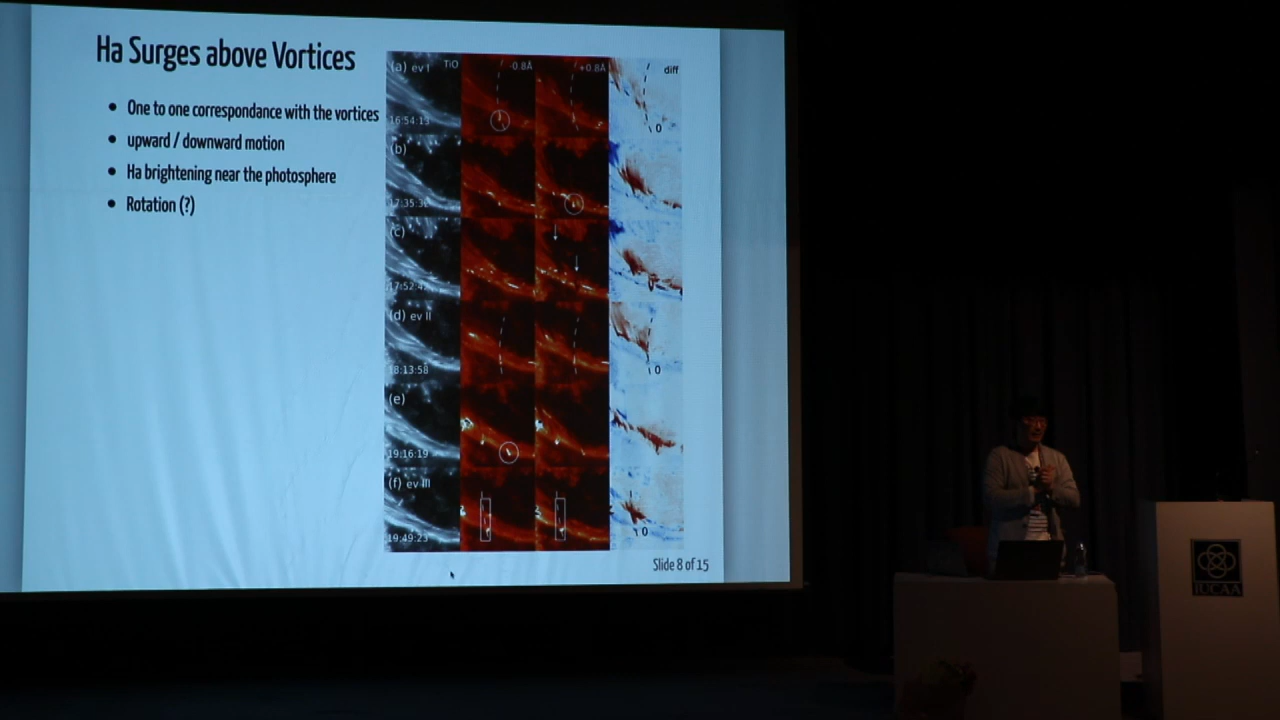 Ha Surges above Vortices
One to one correspondance with the vortices
upward / downward motion
Ha brightening near the photosphere
Rotation (?)
(a) ev I TiO -0.8Å +0.8Å diff
16:54:13 0
(b)
17:35:3
(c)
17:52:4
(d) ev II
18:13:58 0
(e)
19:16:19
(f) ev III
19:49:23 0
Slide 8 of 15
IUCAA